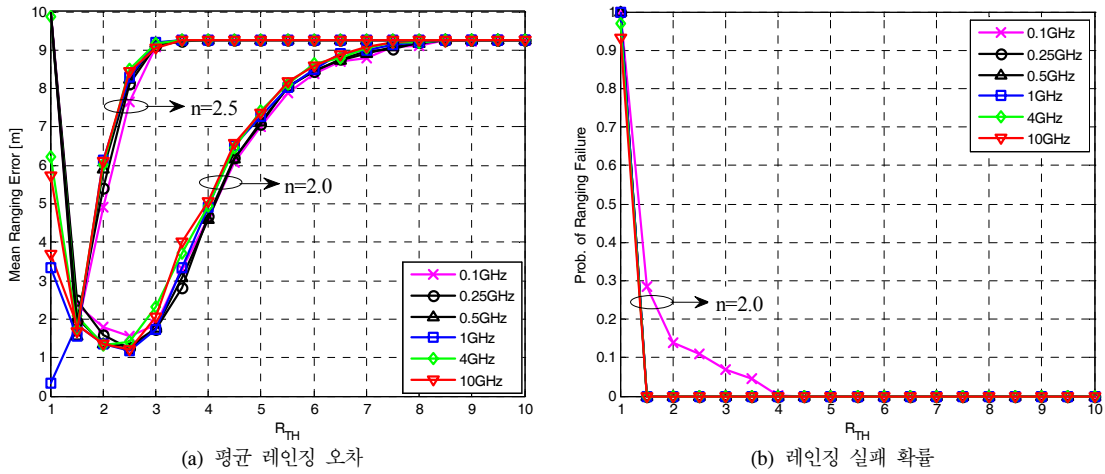 Mean Ranging Error [m]
10
9
8
7
6
5
4
3
2
1
0
n=2.5
n=2.0
0.1GHz
0.25GHz
0.5GHz
1GHz
4GHz
10GHz
1 2 3 4 5 6 7 8 9 10
R_TH
(a) 평균 레인징 오차
Prob. of Ranging Failure
1
0.9
0.8
0.7
0.6
0.5
0.4
0.3
0.2
0.1
0
0.1GHz
0.25GHz
0.5GHz
1GHz
4GHz
10GHz
n=2.0
1 2 3 4 5 6 7 8 9 10
R_TH
(b) 레인징 실패 확률